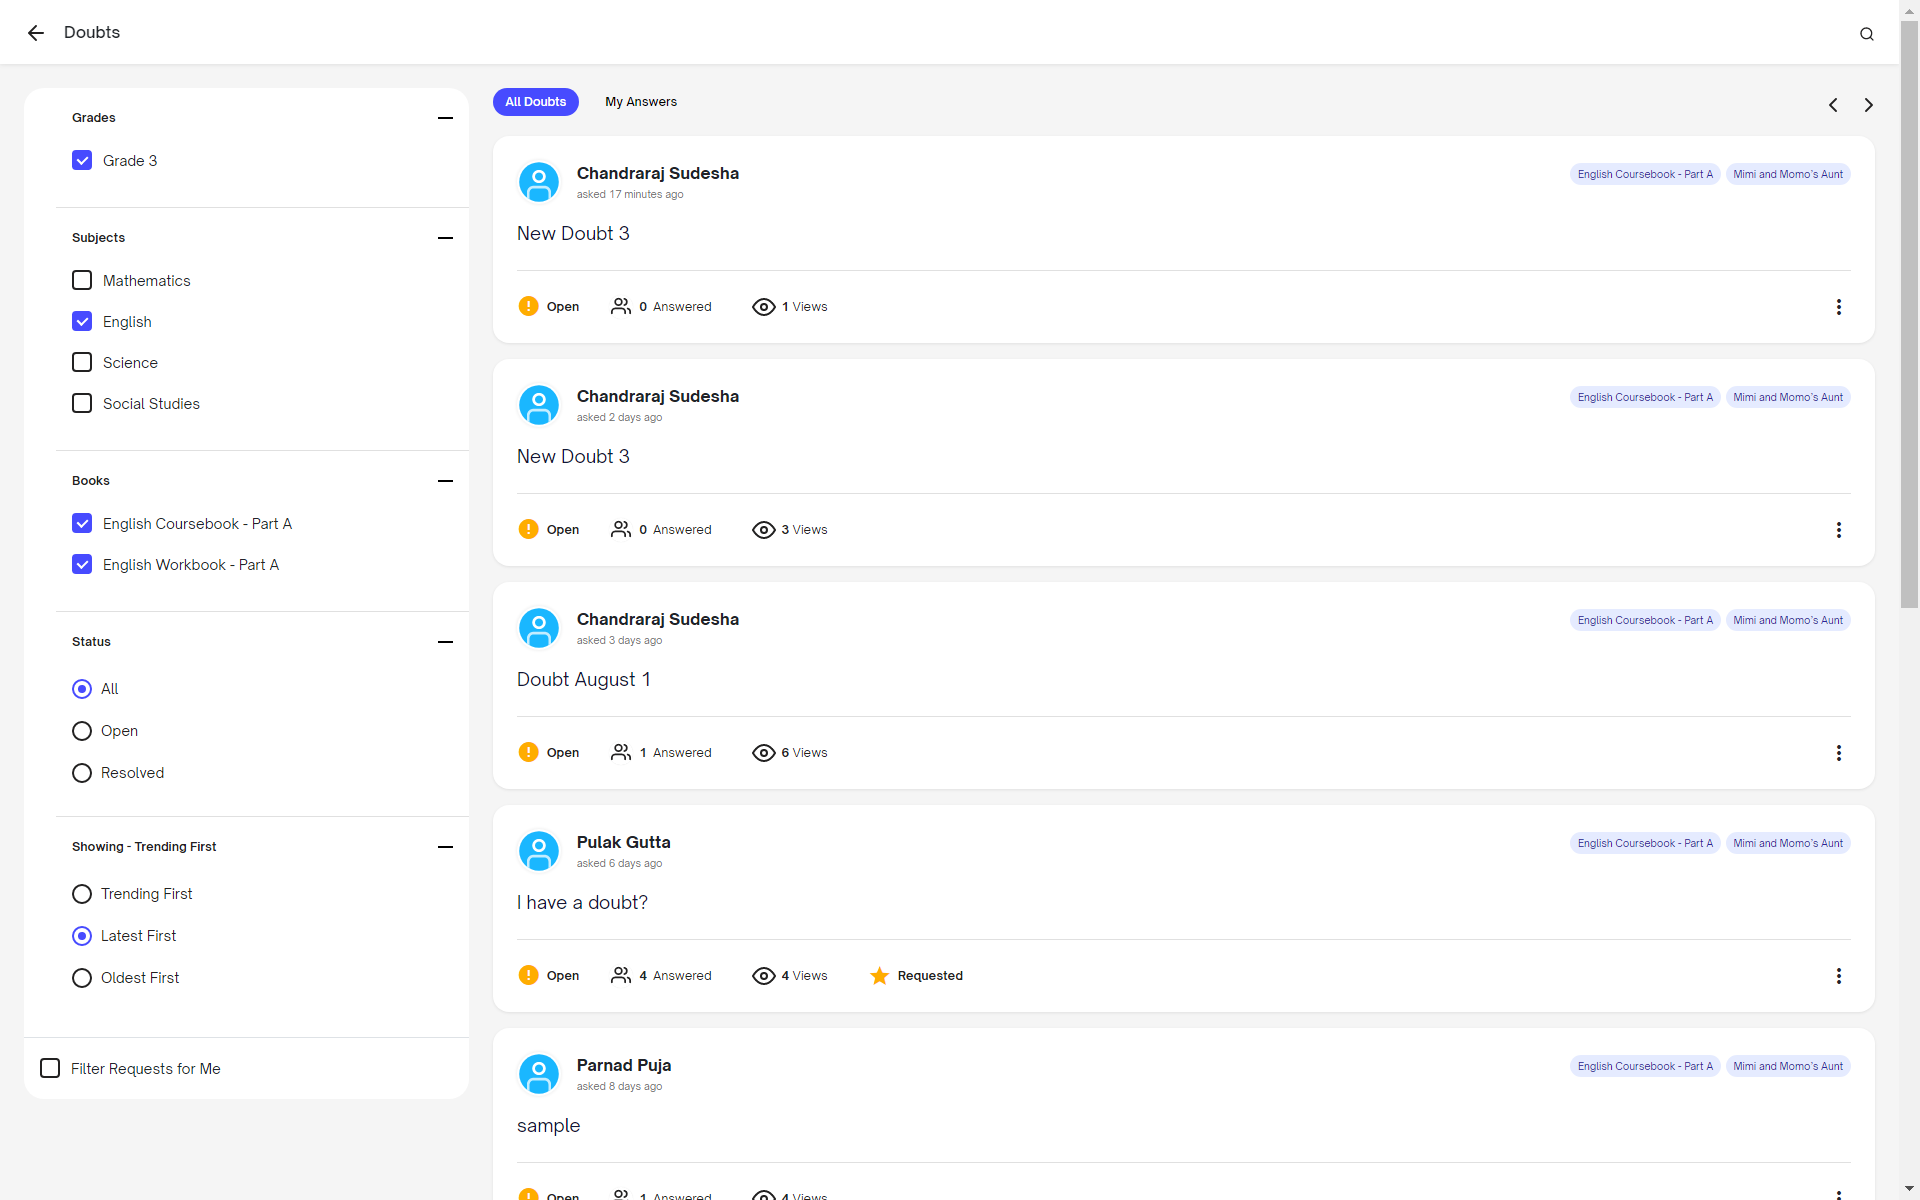 Doubts
Grades
Grade 3
Subjects
Mathematics
English
Science
Social Studies
Books
English Coursebook - Part A
English Workbook - Part A
Status
All
Open
Resolved
Showing - Trending First
Trending First
Latest First
Oldest First
Filter Requests for Me
All Doubts My Answers
Chandraraj Sudesha English Coursebook - Part A Mimi and Momo's Aunt
asked 17 minutes ago
New Doubt 3
Open 0 Answered 1 Views
Chandraraj Sudesha English Coursebook - Part A Mimi and Momo's Aunt
asked 2 days ago
New Doubt 3
Open 0 Answered 3 Views
Chandraraj Sudesha English Coursebook - Part A Mimi and Momo's Aunt
asked 3 days ago
Doubt August 1
Open 1 Answered 6 Views
Pulak Gutta English Coursebook - Part A Mimi and Momo's Aunt
asked 6 days ago
I have a doubt?
Open 4 Answered 4 Views Requested
Parnad Puja English Coursebook - Part A Mimi and Momo's Aunt
asked 8 days ago
sample
Open 1 Answered 4 Views